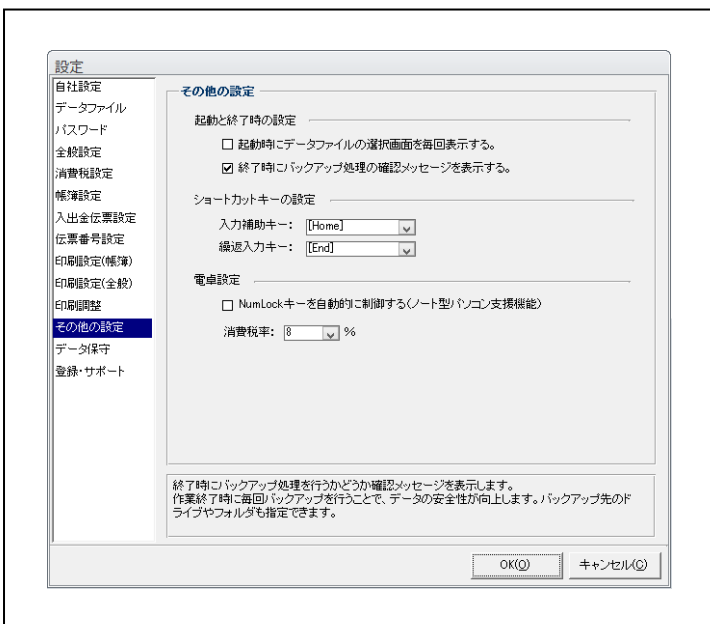 設定
自社設定
データファイル
パスワード
全般設定
消費税設定
帳簿設定
入出金伝票設定
伝票番号設定
印刷設定(帳簿)
印刷設定(全般)
印刷調整
その他の設定
データ保守
登録・サポート
その他の設定
起動と終了時の設定
起動時にデータファイルの選択画面を毎回表示する。
終了時にバックアップ処理の確認メッセージを表示する。
ショートカットキーの設定
入力補助キー: [Home]
繰返入力キー: [End]
電卓設定
NumLockキーを自動的に制御する(ノート型パソコン支援機能)
消費税率: 8 %
終了時にバックアップ処理を行うかどうか確認メッセージを表示します。
作業終了時に毎回バックアップを行うことで、データの安全性が向上します。バックアップ先のド
ライブやフォルダも指定できます。
OK(O) キャンセル(C)